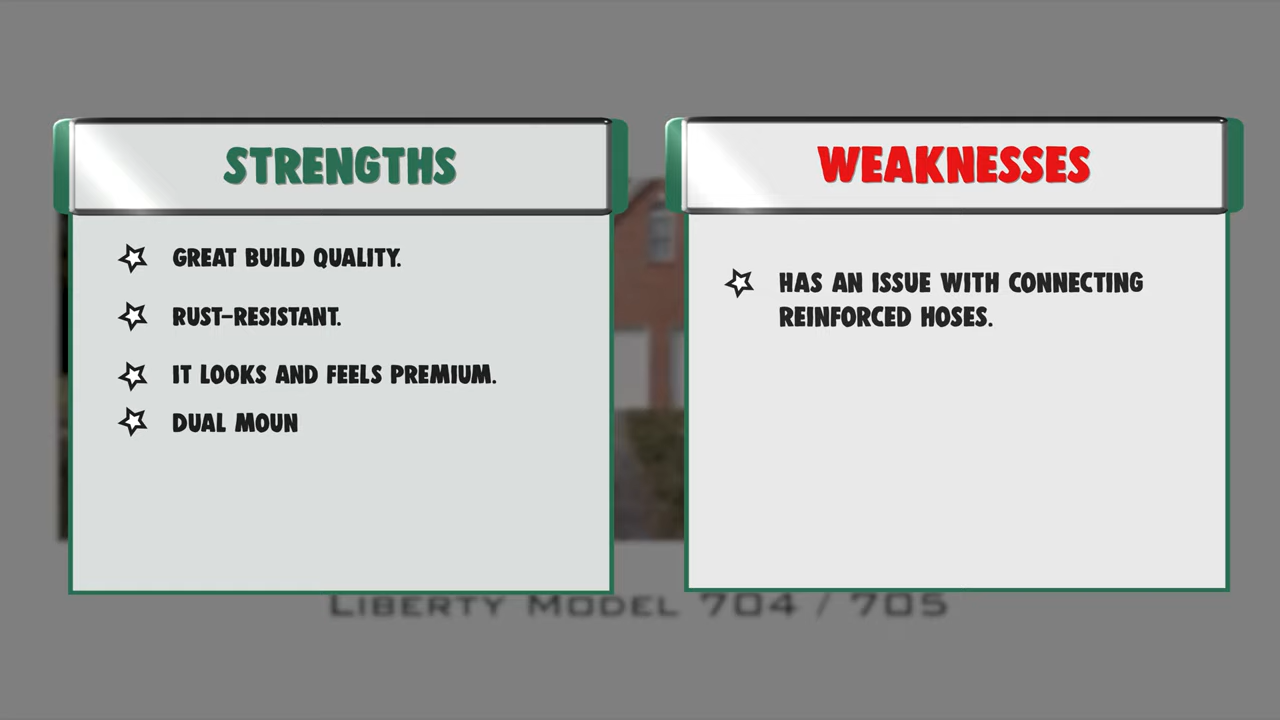 STRENGTHS
GREAT BUILD QUALITY.
RUST-RESISTANT.
IT LOOKS AND FEELS PREMIUM.
DUAL MOUN
WEAKNESSES
HAS AN ISSUE WITH CONNECTING
REINFORCED HOSES.
LIBERTY MODEL 704 / 705